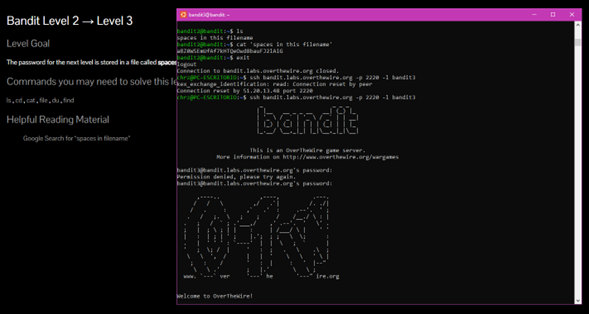 Bandit Level 2 → Level 3
Level Goal
The password for the next level is stored in a file called spaces
Commands you may need to solve this l
ls, cd, cat, file, du, find
Helpful Reading Material
Google Search for "spaces in filename"
bandit3@bandit: ~
bandit2@bandit:~$ ls
spaces in this filename
bandit2@bandit:~$ cat 'spaces in this filename'
bandit2@bandit:~$ exit
logout
Connection to bandit.labs.overthewire.org closed.
chrz@PC-ESCRITORIO:~$ ssh bandit.labs.overthewire.org -p 2220 -l bandit3
kex_exchange_identification: read: Connection reset by peer
Connection reset by 51.20.13.48 port 2220
chrz@PC-ESCRITORIO:~$ ssh bandit.labs.overthewire.org -p 2220 -l bandit3
bandit
This is an OverTheWire game server.
More information on http://www.overthewire.org/wargames
bandit3@bandit.labs.overthewire.org's password:
Permission denied, please try again.
bandit3@bandit.labs.overthewire.org's password:
www. ver he ire.org
Welcome to OverTheWire!